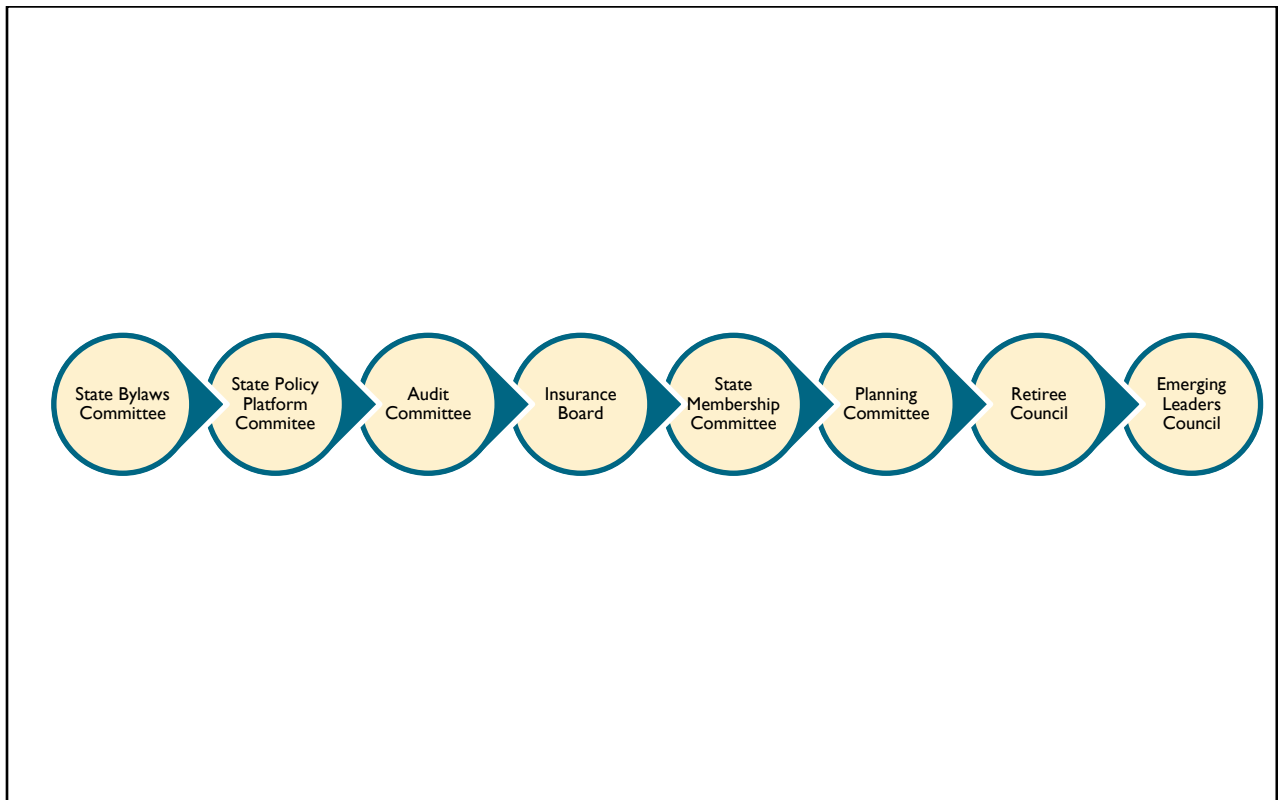 State Bylaws
Committee
State Policy
Platform
Commitee
Audit
Committee
Insurance
Board
State
Membership
Committee
Planning
Committee
Retiree
Council
Emerging
Leaders
Council